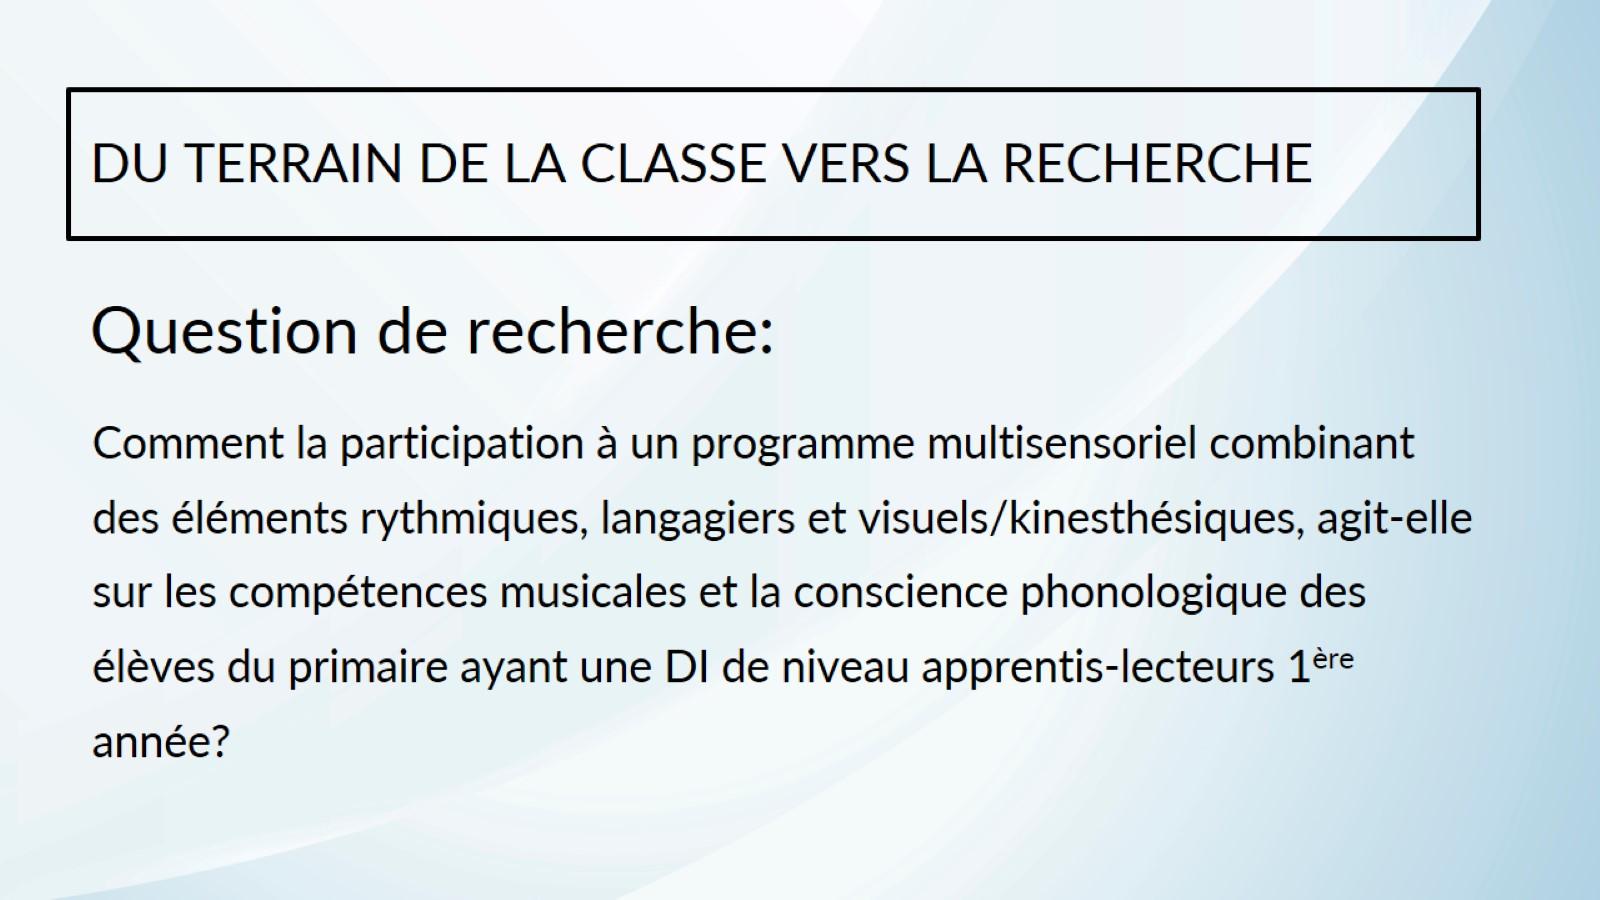 DU TERRAIN DE LA CLASSE VERS LA RECHERCHE
Question de recherche:
Comment la participation à un programme multisensoriel combinant
des éléments rythmiques, langagiers et visuels/kinesthésiques, agit-elle
sur les compétences musicales et la conscience phonologique des
élèves du primaire ayant une DI de niveau apprentis-lecteurs 1ère
année?